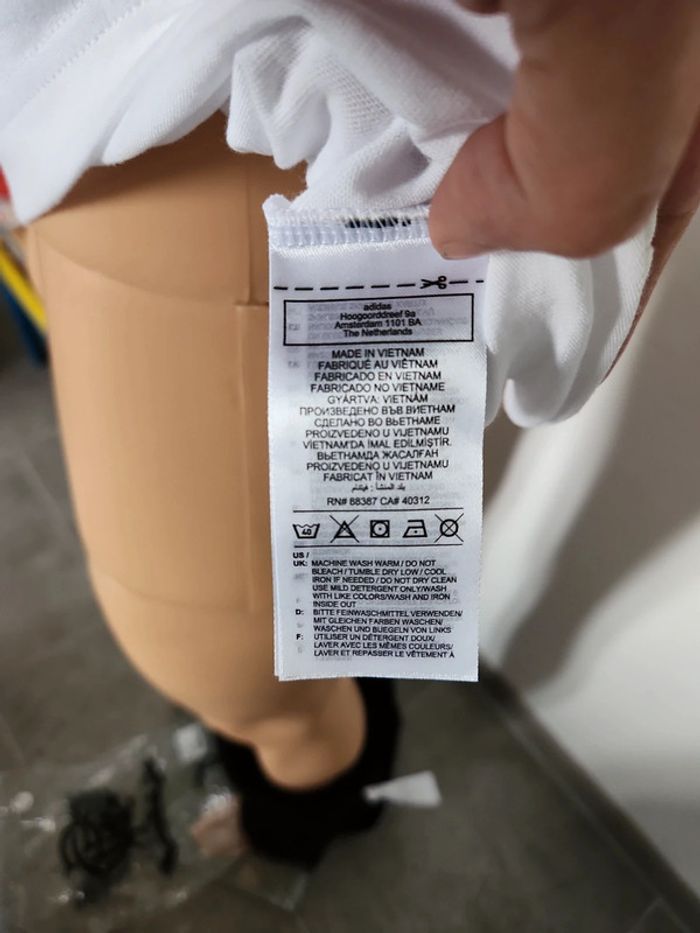 adidas
Hoogoorddreef 9a
Amsterdam 1101 BA
The Netherlands
MADE IN VIETNAM
FABRIQUÉ AU VIÊTNAM
FABRICADO EN VIETNAM
FABRICADO NO VIETNAME
GYÁRTVA: VIETNÁM
ПРОИЗВЕДЕНО ВЪВ ВИЕТНАМ
СДЕЛАНО ВО ВЬЕТНАМЕ
PROIZVEDENO U VIJETNAMU
VIETNAM'DA İMAL EDİLMİŞTİR.
ВЬЕТНАМДА ЖАСАЛҒАН
PROIZVEDENO U VIJETNAMU
FABRICAT ÎN VIETNAM
بلد المنشأ: فيتنام
RN# 88387 CA# 40312
40
US /
UK: MACHINE WASH WARM / DO NOT
BLEACH / TUMBLE DRY LOW / COOL
IRON IF NEEDED / DO NOT DRY CLEAN
USE MILD DETERGENT ONLY/WASH
WITH LIKE COLORS/WASH AND IRON
INSIDE OUT
D: BITTE FEINWASCHMITTEL VERWENDEN/
MIT GLEICHEN FARBEN WASCHEN/
WASCHEN UND BUEGELN VON LINKS
F: UTILISER UN DÉTERGENT DOUX/
LAVER AVEC LES MÊMES COULEURS/
LAVER ET REPASSER LE VÊTEMENT À